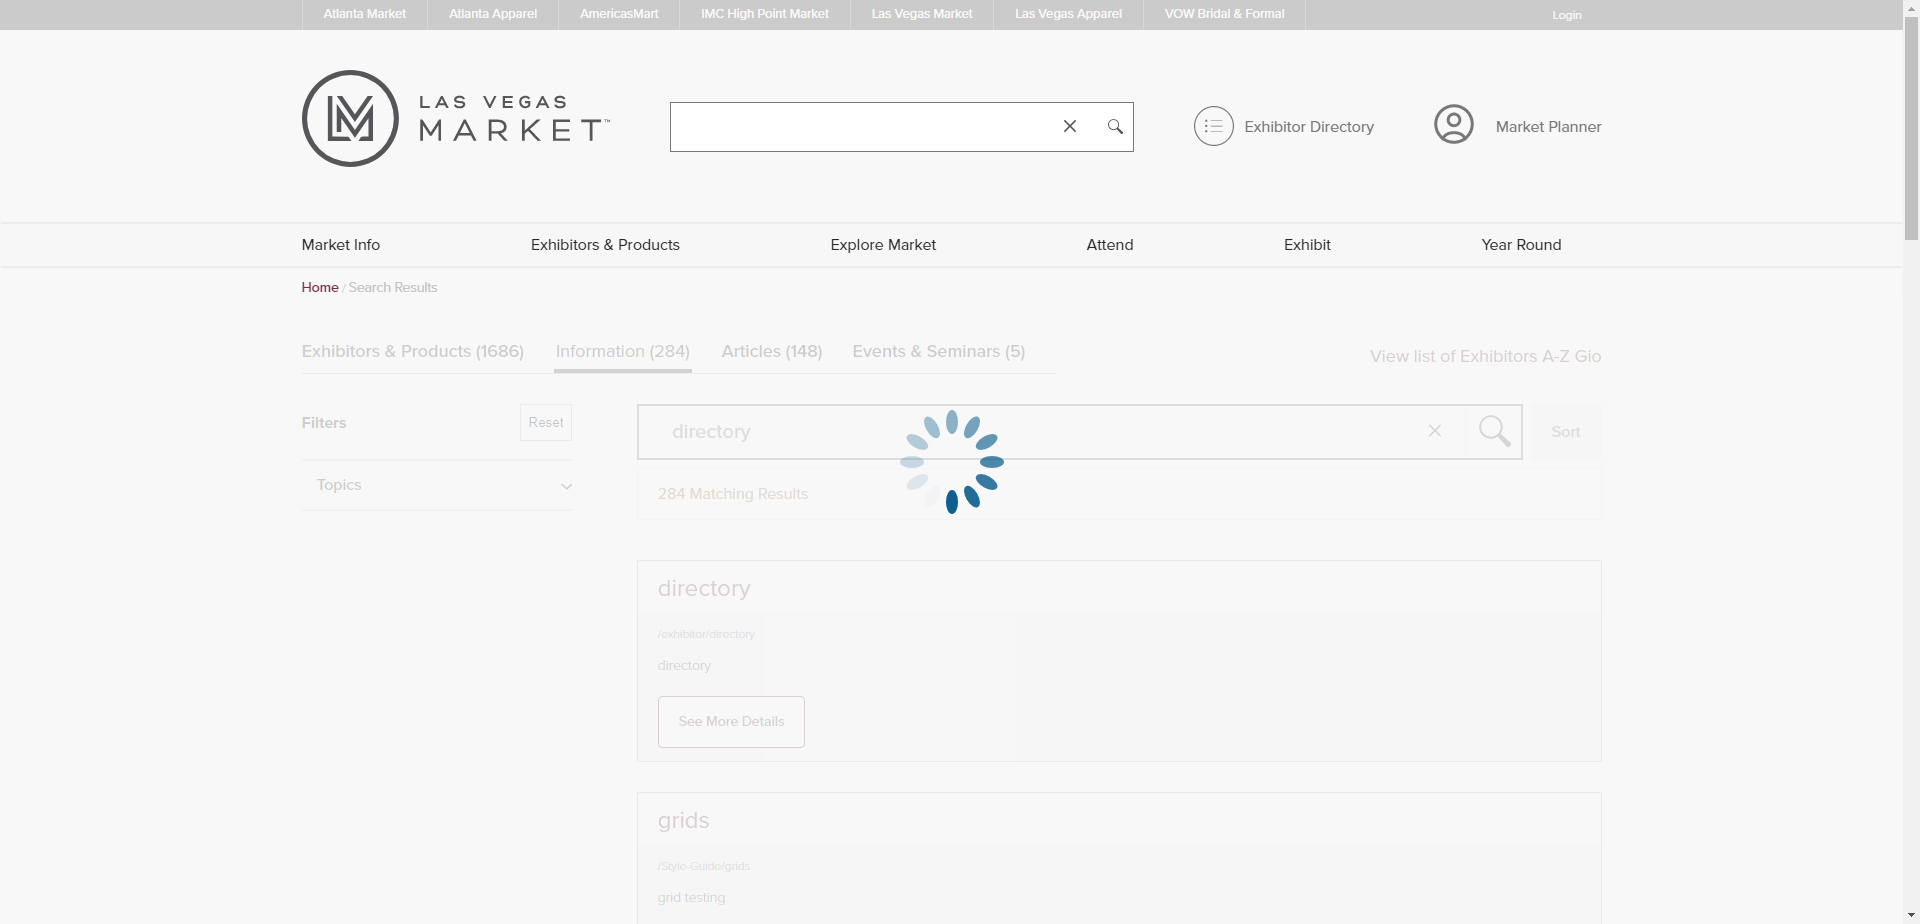 Atlanta Market
Atlanta Apparel
AmericasMart
IMC High Point Market
Las Vegas Market
Las Vegas Apparel
VOW Bridal & Formal
Login
LAS VEGAS
MARKET™
Exhibitor Directory
Market Planner
Market Info
Exhibitors & Products
Explore Market
Attend
Exhibit
Year Round
Home / Search Results
Exhibitors & Products (1686)
Information (284)
Articles (148)
Events & Seminars (5)
View list of Exhibitors A-Z Gio
Filters
Reset
Topics
directory
Sort
284 Matching Results
directory
/exhibitor/directory
directory
See More Details
grids
/Style-Guide/grids
grid testing